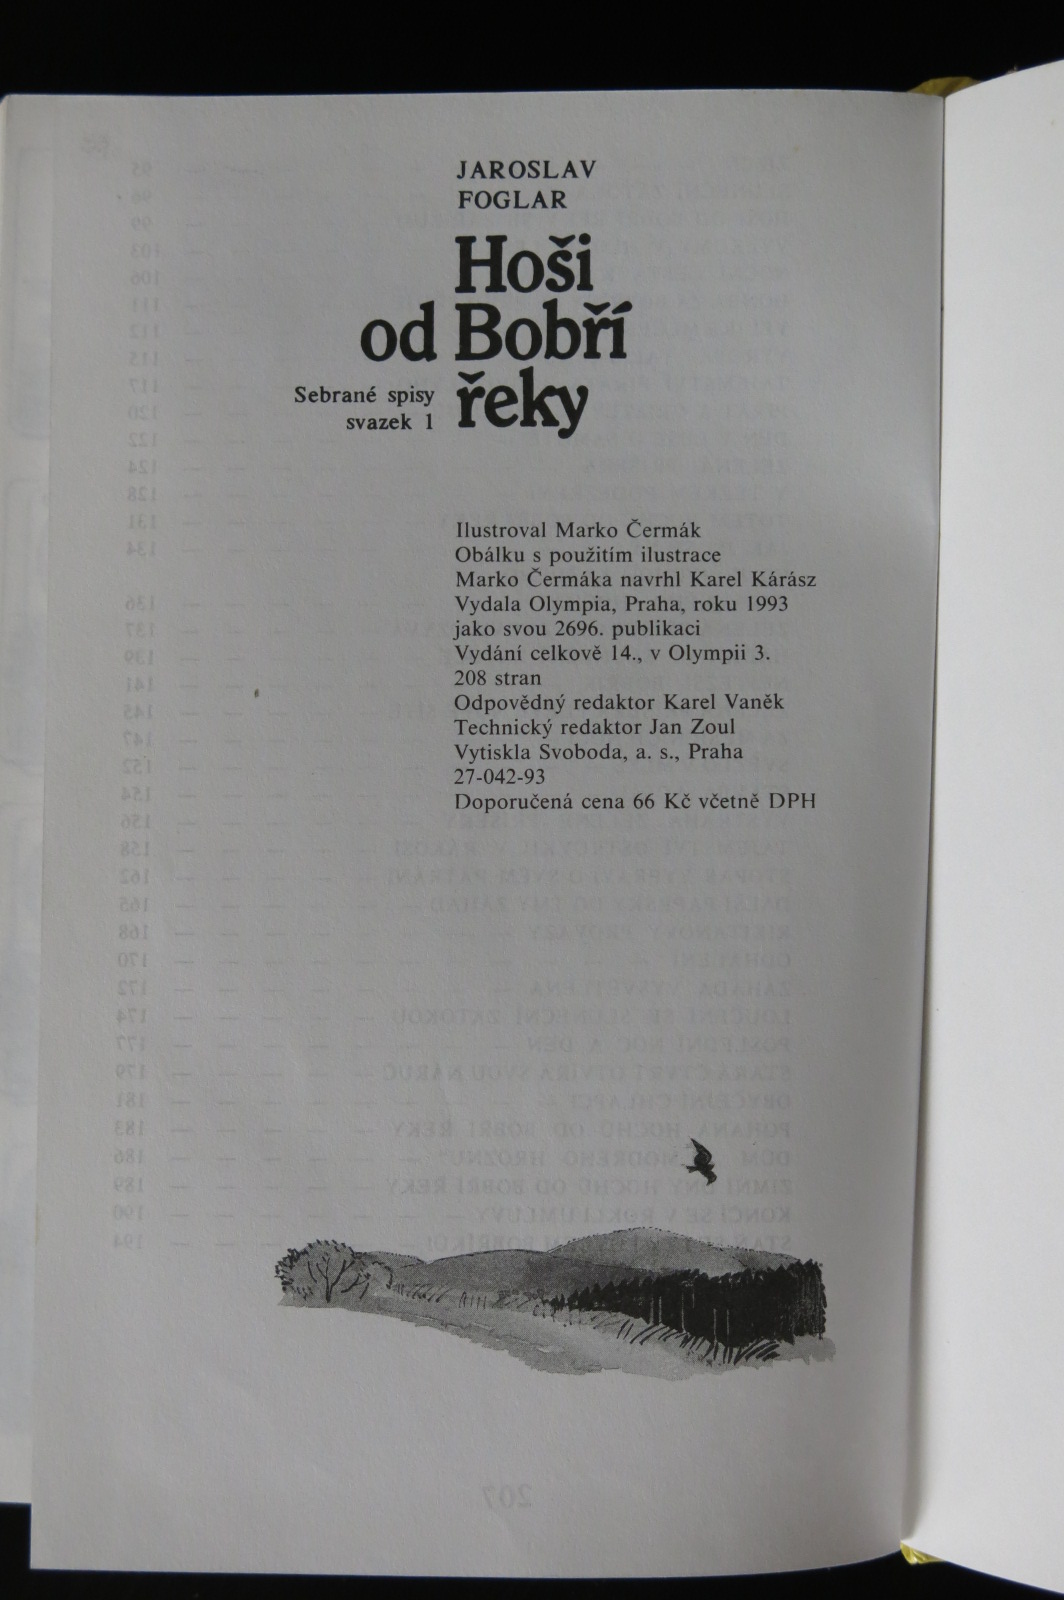 JAROSLAV
FOGLAR
Hoši
od Bobří
řeky
Sebrané spisy
svazek 1
Ilustroval Marko Čermák
Obálku s použitím ilustrace
Marko Čermáka navrhl Karel Kárász
Vydala Olympia, Praha, roku 1993
jako svou 2696. publikaci
Vydání celkově 14., v Olympii 3.
208 stran
Odpovědný redaktor Karel Vaněk
Technický redaktor Jan Zoul
Vytiskla Svoboda, a. s., Praha
27-042-93
Doporučená cena 66 Kč včetně DPH